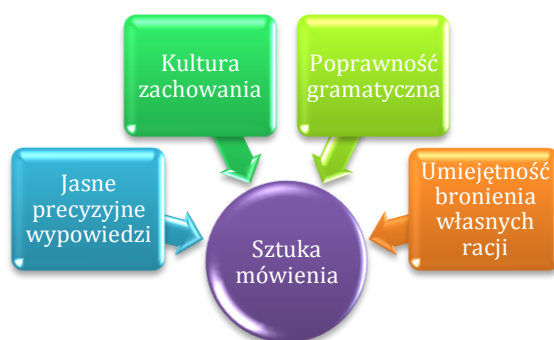 Kultura
zachowania
Poprawność
gramatyczna
Jasne
precyzyjne
wypowiedzi
Umiejętność
bronienia
własnych
racji
Sztuka
mówienia